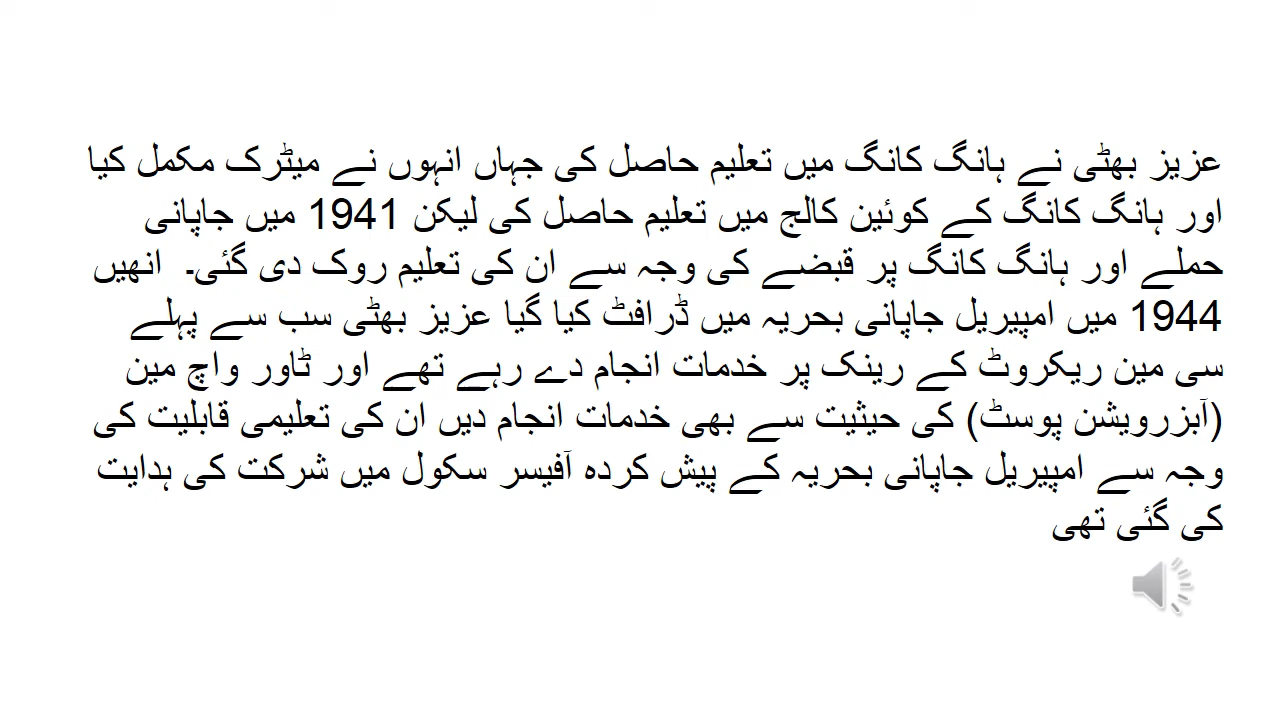 عزیز بھٹی نے ہانگ کانگ میں تعلیم حاصل کی جہاں انہوں نے میٹرک مکمل کیا
اور ہانگ کانگ کے کوئین کالج میں تعلیم حاصل کی لیکن 1941 میں جاپانی
حملے اور ہانگ کانگ پر قبضے کی وجہ سے ان کی تعلیم روک دی گئی۔ انھیں
1944 میں امپیریل جاپانی بحریہ میں ڈرافٹ کیا گیا عزیز بھٹی سب سے پہلے
سی مین ریکروٹ کے رینک پر خدمات انجام دے رہے تھے اور ٹاور واچ مین
(آبزرویشن پوسٹ) کی حیثیت سے بھی خدمات انجام دیں ان کی تعلیمی قابلیت کی
وجہ سے امپیریل جاپانی بحریہ کے پیش کردہ آفیسر سکول میں شرکت کی ہدایت
کی گئی تھی